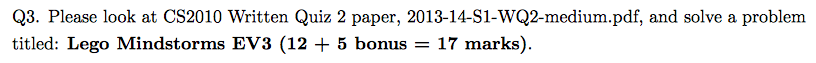 Q3. Please look at CS2010 Written Quiz 2 paper, 2013-14-S1-WQ2-medium.pdf, and solve a problem
titled: Lego Mindstorms EV3 (12 + 5 bonus = 17 marks).